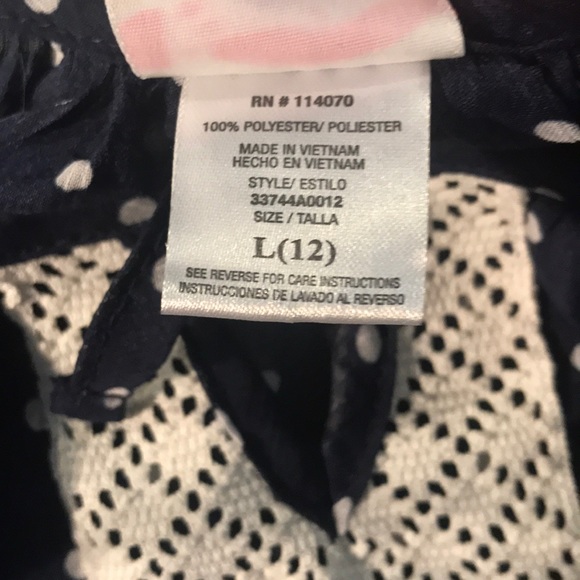 RN # 114070
100% POLYESTER/ POLIESTER
MADE IN VIETNAM
HECHO EN VIETNAM
STYLE/ ESTILO
33744A0012
SIZE / TALLA
L(12)
SEE REVERSE FOR CARE INSTRUCTIONS
INSTRUCCIONES DE LAVADO AL REVERSO